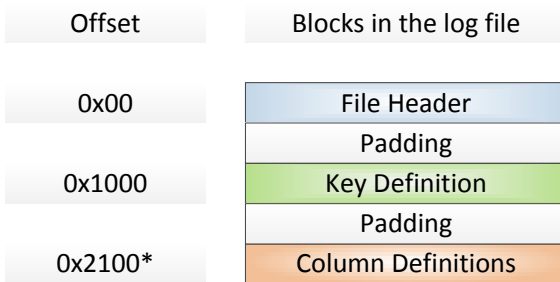 Offset Blocks in the log file
0x00 File Header
Padding
0x1000 Key Definition
Padding
0x2100* Column Definitions